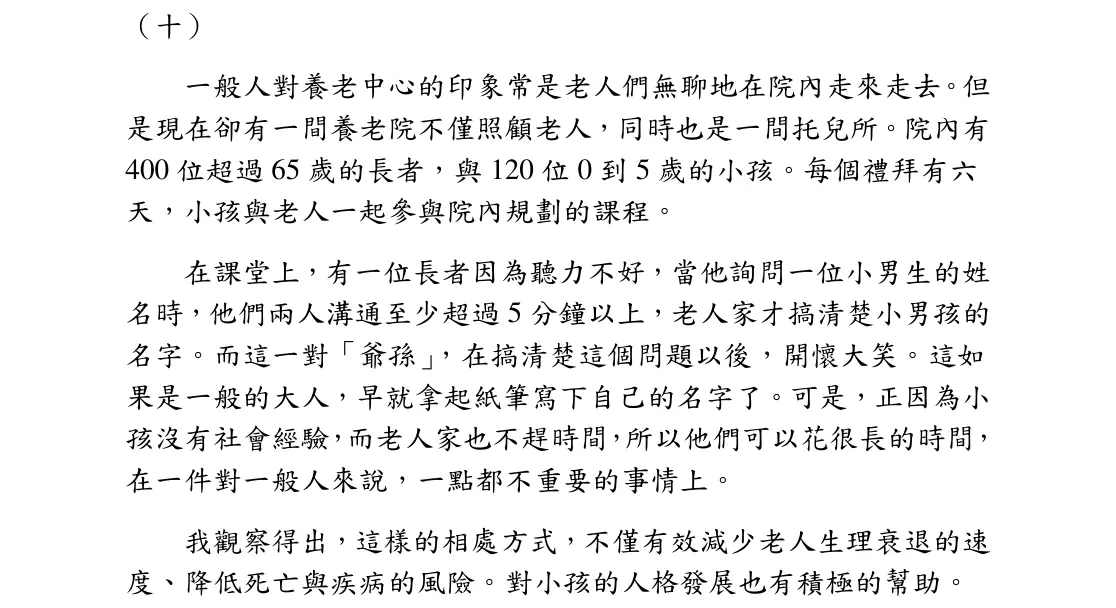 （十）
一般人對養老中心的印象常是老人們無聊地在院內走來走去。但
是現在卻有一間養老院不僅照顧老人，同時也是一間托兒所。院內有
400 位超過 65 歲的長者，與 120 位 0 到 5 歲的小孩。每個禮拜有六
天，小孩與老人一起參與院內規劃的課程。
在課堂上，有一位長者因為聽力不好，當他詢問一位小男生的姓
名時，他們兩人溝通至少超過 5 分鐘以上，老人家才搞清楚小男孩的
名字。而這一對「爺孫」，在搞清楚這個問題以後，開懷大笑。這如
果是一般的大人，早就拿起紙筆寫下自己的名字了。可是，正因為小
孩沒有社會經驗，而老人家也不趕時間，所以他們可以花很長的時間，
在一件對一般人來說，一點都不重要的事情上。
我觀察得出，這樣的相處方式，不僅有效減少老人生理衰退的速
度、降低死亡與疾病的風險。對小孩的人格發展也有積極的幫助。